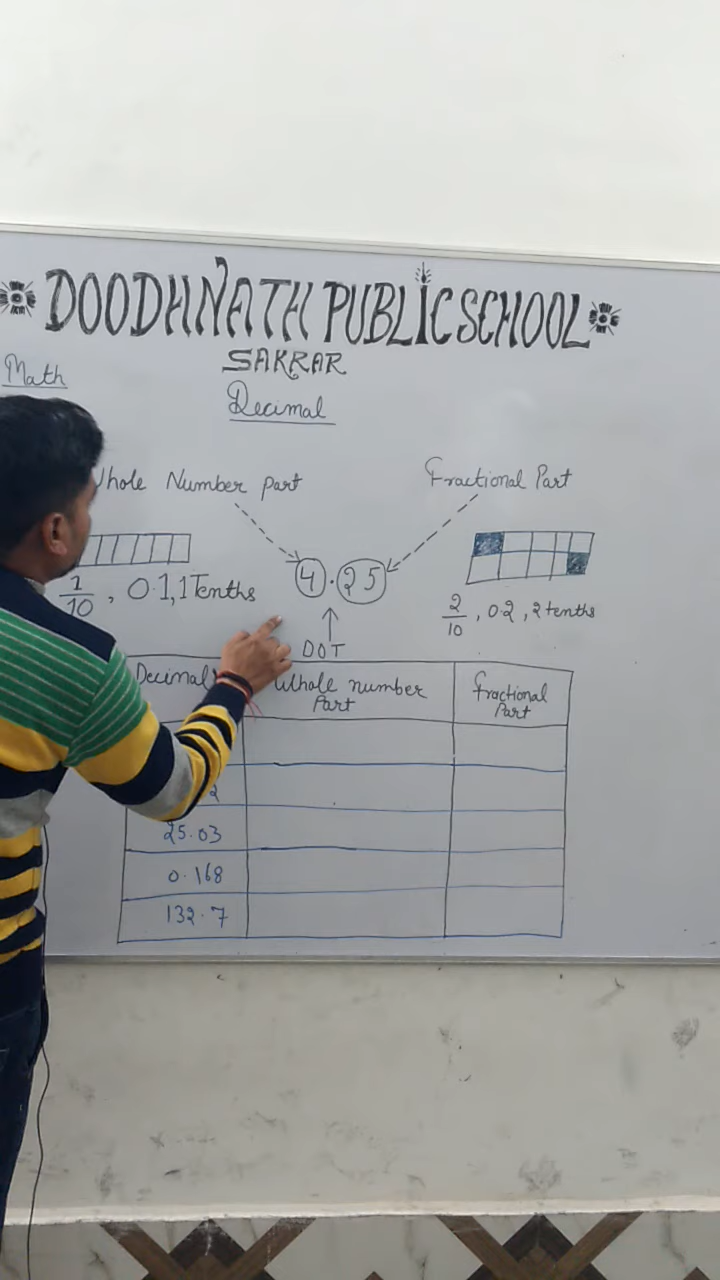 DOODHNATH PUBLIC SCHOOL
SAKRAR
Math
Decimal
Whole Number part
Fractional Part
4.25
1/10, 0.1, 1 Tenths
2/10, 0.2, 2 tenths
DOT
Decimal Whole number Part Fractional Part
2
25.03
0.168
132.7